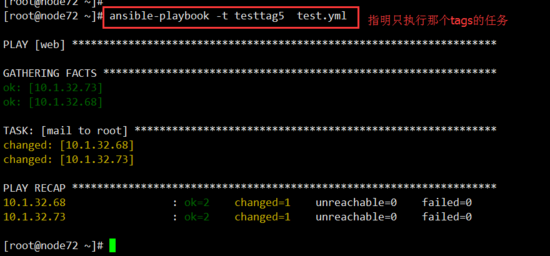 [root@node72 ~]#
[root@node72 ~]# ansible-playbook -t testtag5  test.yml 指明只执行那个tags的任务
PLAY [web] *********************************************************
GATHERING FACTS ***************************************************
ok: [10.1.32.73]
ok: [10.1.32.68]
TASK: [mail to root] ************************************************
changed: [10.1.32.68]
changed: [10.1.32.73]
PLAY RECAP ********************************************************
10.1.32.68 : ok=2 changed=1 unreachable=0 failed=0
10.1.32.73 : ok=2 changed=1 unreachable=0 failed=0
[root@node72 ~]#